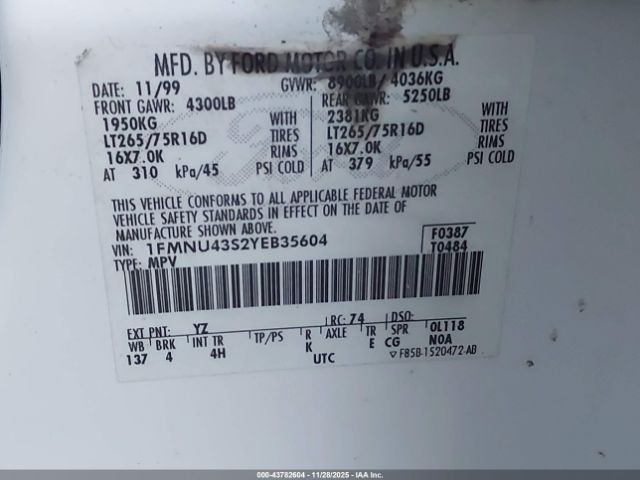 MFD. BY FORD MOTOR CO. IN U.S.A.
DATE: 11/99 GVWR: 8900LB/ 4036KG
FRONT GAWR: 4300LB REAR GAWR: 5250LB
1950KG WITH 2381KG WITH
LT265/75R16D TIRES LT265/75R16D TIRES
16X7.0K RIMS 16X7.0K RIMS
AT 310 kPa/45 PSI COLD AT 379 kPa/55 PSI COLD
THIS VEHICLE CONFORMS TO ALL APPLICABLE FEDERAL MOTOR
VEHICLE SAFETY STANDARDS IN EFFECT ON THE DATE OF
MANUFACTURE SHOWN ABOVE.
VIN: 1FMNU43S2YEB35604 F0387
TYPE: MPV T0484
EXT PNT: YZ RC: 74 DSO:
WB BRK INT TR TP/PS R AXLE TR SPR OL118
137 4 4H K E CG N0A
UTC ▽ F85B-1520472-AB
000-43782604 - 11/28/2025 - IAA Inc.